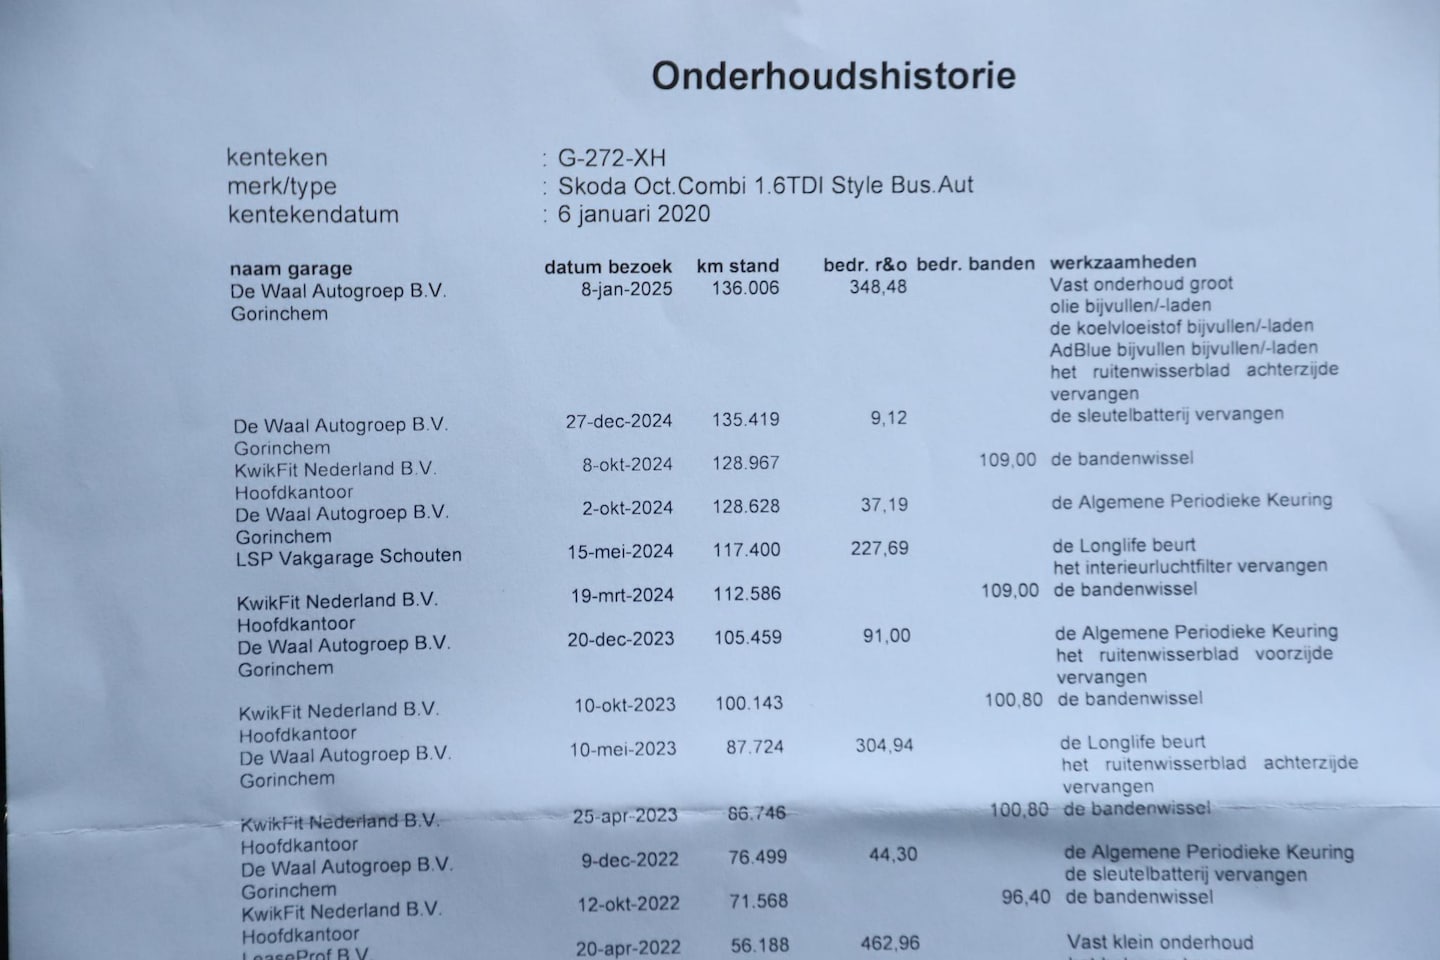 Onderhoudshistorie
kenteken : G-272-XH
merk/type : Skoda Oct.Combi 1.6TDI Style Bus.Aut
kentekendatum : 6 januari 2020
naam garage datum bezoek km stand bedr. r&o bedr. banden werkzaamheden
De Waal Autogroep B.V. 8-jan-2025 136.006 348,48 Vast onderhoud groot
Gorinchem olie bijvullen/-laden
de koelvloeistof bijvullen/-laden
AdBlue bijvullen bijvullen/-laden
het ruitenwisserblad achterzijde
vervangen
De Waal Autogroep B.V. 27-dec-2024 135.419 9,12 de sleutelbatterij vervangen
Gorinchem
KwikFit Nederland B.V. 8-okt-2024 128.967 109,00 de bandenwissel
Hoofdkantoor
De Waal Autogroep B.V. 2-okt-2024 128.628 37,19 de Algemene Periodieke Keuring
Gorinchem
LSP Vakgarage Schouten 15-mei-2024 117.400 227,69 de Longlife beurt
het interieurluchtfilter vervangen
KwikFit Nederland B.V. 19-mrt-2024 112.586 109,00 de bandenwissel
Hoofdkantoor
De Waal Autogroep B.V. 20-dec-2023 105.459 91,00 de Algemene Periodieke Keuring
Gorinchem het ruitenwisserblad voorzijde
vervangen
KwikFit Nederland B.V. 10-okt-2023 100.143 100,80 de bandenwissel
Hoofdkantoor
De Waal Autogroep B.V. 10-mei-2023 87.724 304,94 de Longlife beurt
Gorinchem het ruitenwisserblad achterzijde
vervangen
KwikFit Nederland B.V. 25-apr-2023 86.746 100,80 de bandenwissel
Hoofdkantoor
De Waal Autogroep B.V. 9-dec-2022 76.499 44,30 de Algemene Periodieke Keuring
Gorinchem de sleutelbatterij vervangen
KwikFit Nederland B.V. 12-okt-2022 71.568 96,40 de bandenwissel
Hoofdkantoor
LeaseProf B.V. 20-apr-2022 56.188 462,96 Vast klein onderhoud